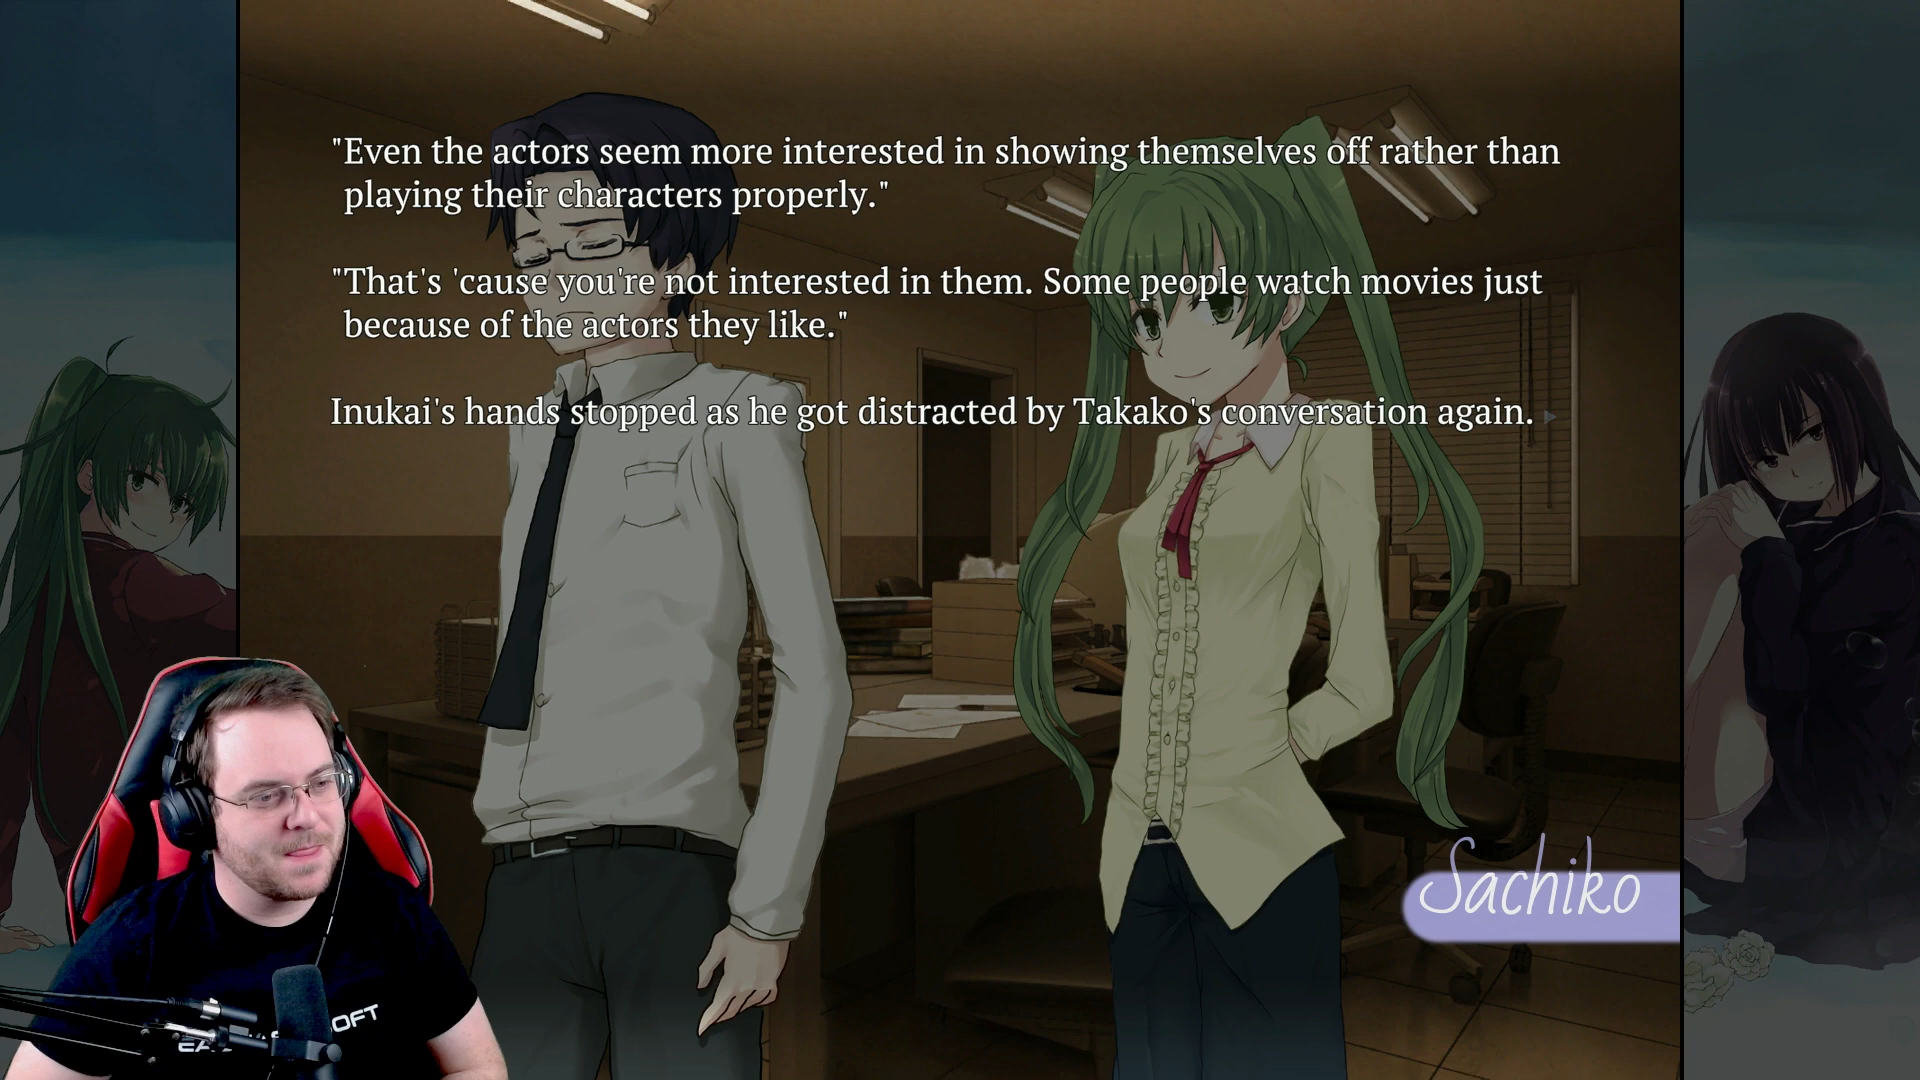 "Even the actors seem more interested in showing themselves off rather than
playing their characters properly."
"That's 'cause you're not interested in them. Some people watch movies just
because of the actors they like."
Inukai's hands stopped as he got distracted by Takako's conversation again.
Sachiko